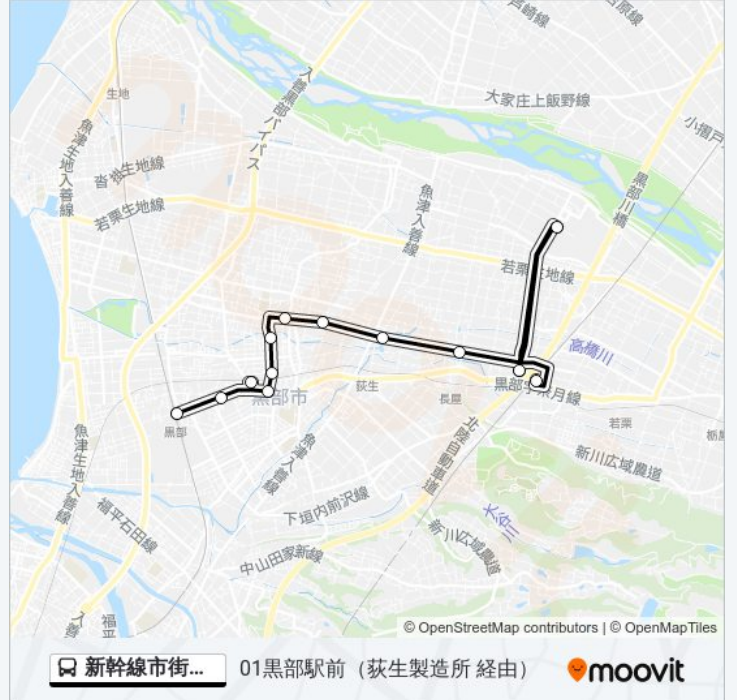 芦崎線
吉原線
生地
大家庄上飯野線
小摺戸
入善黒部バイパス
魚津生地入善線
沓掛生地線
若栗生地線
魚津入善線
黒部川橋
若栗生地線
高橋川
黒部宇奈月線
荻生
黒部市
長屋
黒部
若栗
魚津入善線
北陸自動車道
新川広域農道
魚津生地入善線
福平石田線
下垣内前沢線
大谷川
新川広域農道
中山田家新線
入善
福平
© OpenStreetMap contributors | © OpenMapTiles
新幹線市街...
01黒部駅前（荻生製造所 経由）
moovit